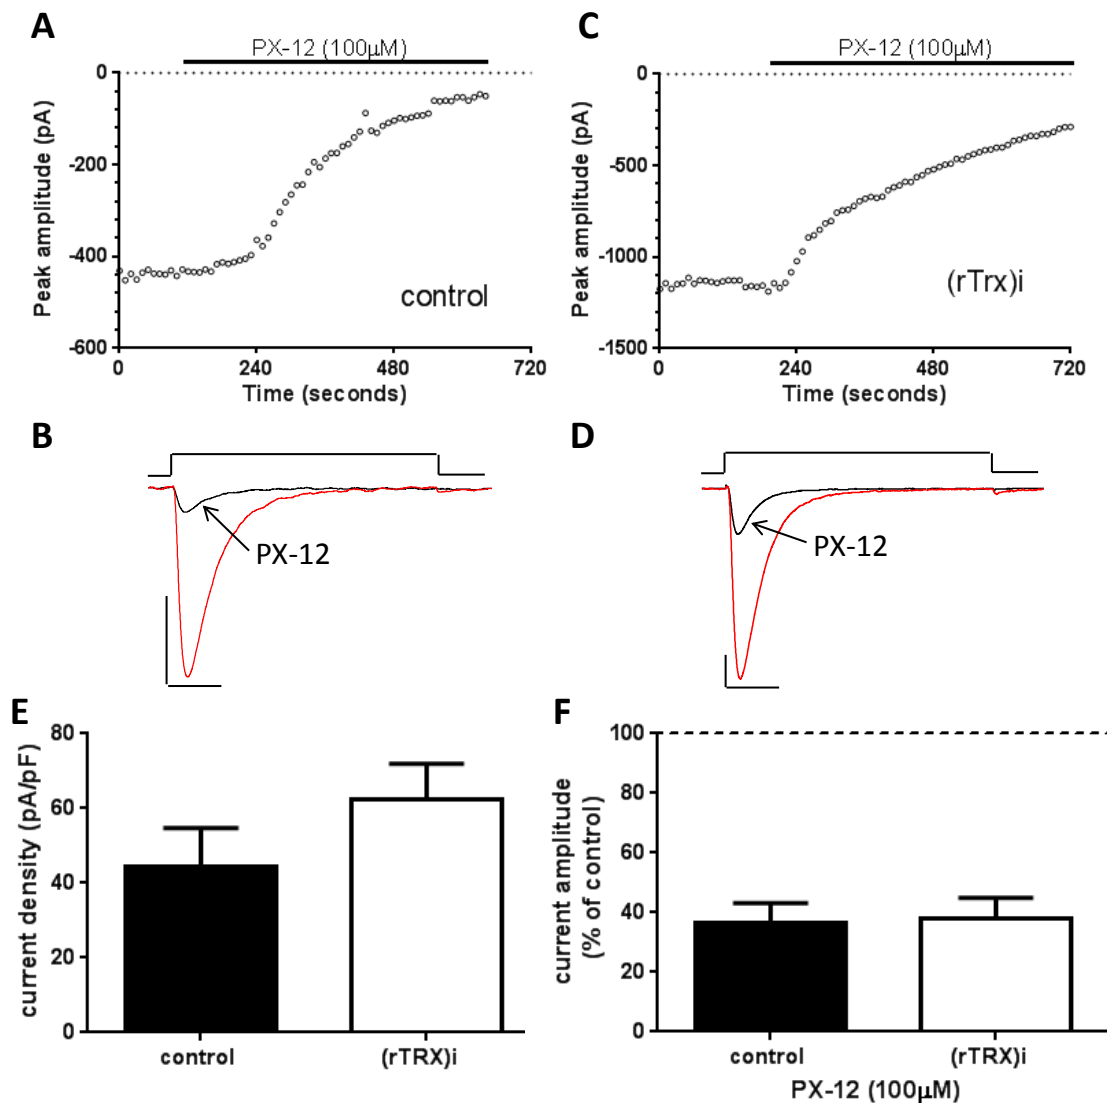 A
PX-12 (100μM)
Peak amplitude (pA)
0
-200
-400
-600
control
0
240
480
720
Time (seconds)
C
PX-12 (100μM)
Peak amplitude (pA)
0
-500
-1000
-1500
(rTrx)i
0
240
480
720
Time (seconds)
B
PX-12
D
PX-12
E
current density (pA/pF)
80
60
40
20
0
control
(rTRX)i
F
current amplitude
(% of control)
100
80
60
40
20
0
control
(rTRX)i
PX-12 (100μM)